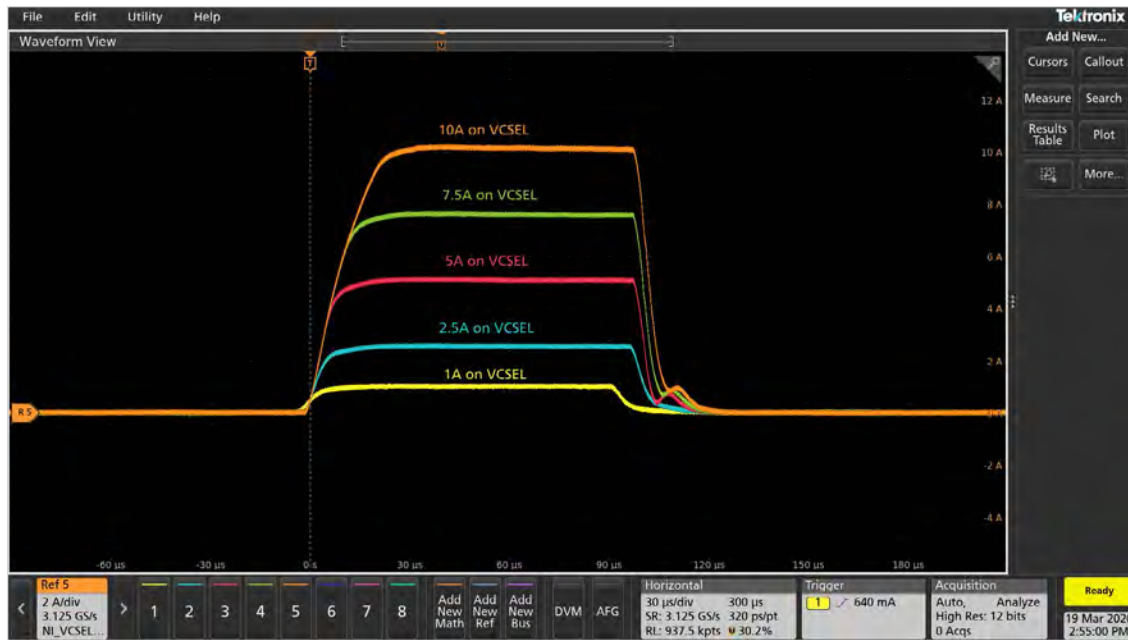 File Edit Utility Help
Tektronix
Waveform View
Add New...
Cursors Callout
Measure Search
Results Table Plot
More...
T
12 A
10A on VCSEL
10 A
7.5A on VCSEL
8 A
5A on VCSEL
6 A
4 A
2.5A on VCSEL
2 A
1A on VCSEL
R 5
-2 A
-4 A
-60 µs -30 µs 0 s 30 µs 60 µs 90 µs 120 µs 150 µs 180 µs
Ref 5
2 A/div
3.125 GS/s
NI_VCSEL...
1 2 3 4 5 6 7 8
Add New Math
Add New Ref
Add New Bus
DVM AFG
Horizontal
30 µs/div 300 µs
SR: 3.125 GS/s 320 ps/pt
RL: 937.5 kpts 30.2%
Trigger
1 640 mA
Acquisition
Auto, Analyze
High Res: 12 bits
0 Acqs
Ready
2:55:00 PM